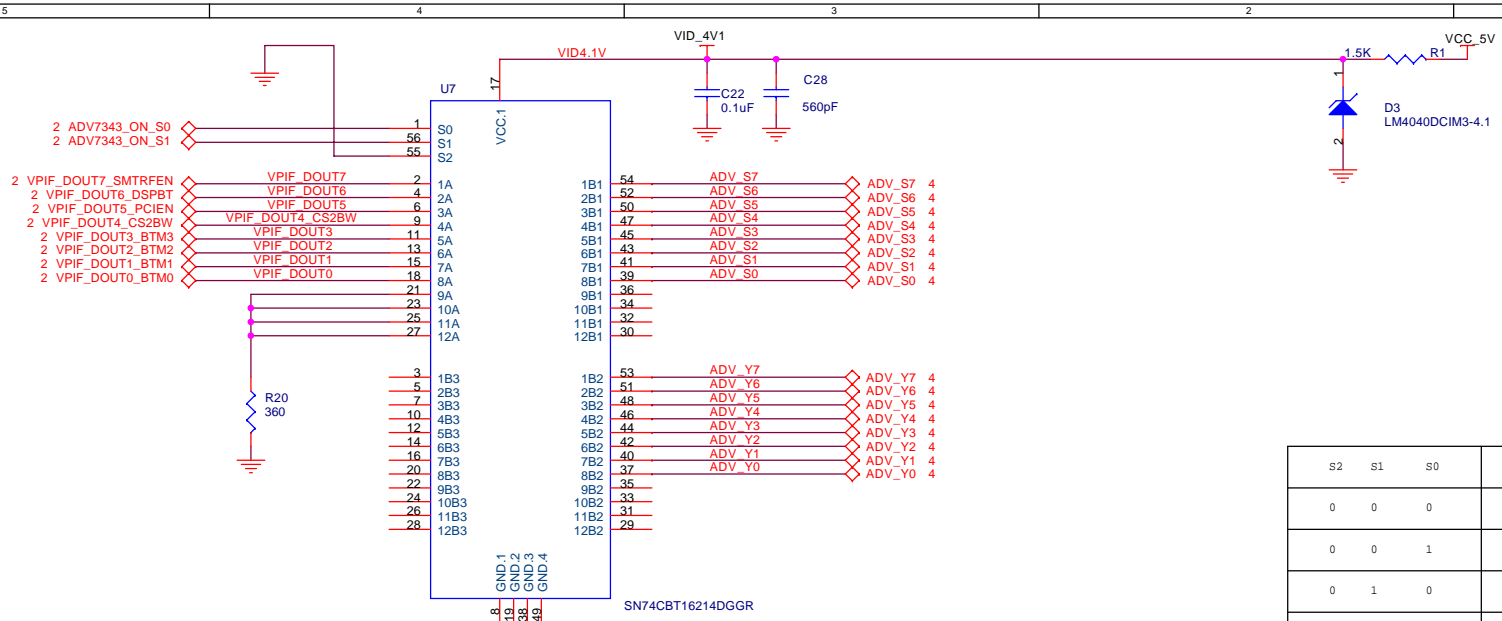 5 4 3 2
VID_4V1
VCC_5V
VID4.1V
1.5K R1
17
VCC.1
U7
C22
0.1uF
C28
560pF
1
2
D3
LM4040DCIM3-4.1
2 ADV7343_ON_S0 1 S0
2 ADV7343_ON_S1 56 S1
55 S2
2 VPIF_DOUT7_SMTRFEN VPIF_DOUT7 2 1A 1B1 54 ADV_S7 ADV_S7 4
2 VPIF_DOUT6_DSPBT VPIF_DOUT6 4 2A 2B1 52 ADV_S6 ADV_S6 4
2 VPIF_DOUT5_PCIEN VPIF_DOUT5 6 3A 3B1 50 ADV_S5 ADV_S5 4
2 VPIF_DOUT4_CS2BW VPIF_DOUT4_CS2BW 9 4A 4B1 47 ADV_S4 ADV_S4 4
2 VPIF_DOUT3_BTM3 VPIF_DOUT3 11 5A 5B1 45 ADV_S3 ADV_S3 4
2 VPIF_DOUT2_BTM2 VPIF_DOUT2 13 6A 6B1 43 ADV_S2 ADV_S2 4
2 VPIF_DOUT1_BTM1 VPIF_DOUT1 15 7A 7B1 41 ADV_S1 ADV_S1 4
2 VPIF_DOUT0_BTM0 VPIF_DOUT0 18 8A 8B1 39 ADV_S0 ADV_S0 4
21 9A 9B1 36
23 10A 10B1 34
25 11A 11B1 32
27 12A 12B1 30
R20
360
3 1B3 1B2 53 ADV_Y7 ADV_Y7 4
5 2B3 2B2 51 ADV_Y6 ADV_Y6 4
7 3B3 3B2 48 ADV_Y5 ADV_Y5 4
10 4B3 4B2 46 ADV_Y4 ADV_Y4 4
12 5B3 5B2 44 ADV_Y3 ADV_Y3 4
14 6B3 6B2 42 ADV_Y2 ADV_Y2 4
16 7B3 7B2 40 ADV_Y1 ADV_Y1 4
20 8B3 8B2 37 ADV_Y0 ADV_Y0 4
22 9B3 9B2 35
24 10B3 10B2 33
26 11B3 11B2 31
28 12B3 12B2 29
GND.1 GND.2 GND.3 GND.4
8 19 38 49
SN74CBT16214DGGR
S2 S1 S0
0 0 0
0 0 1
0 1 0